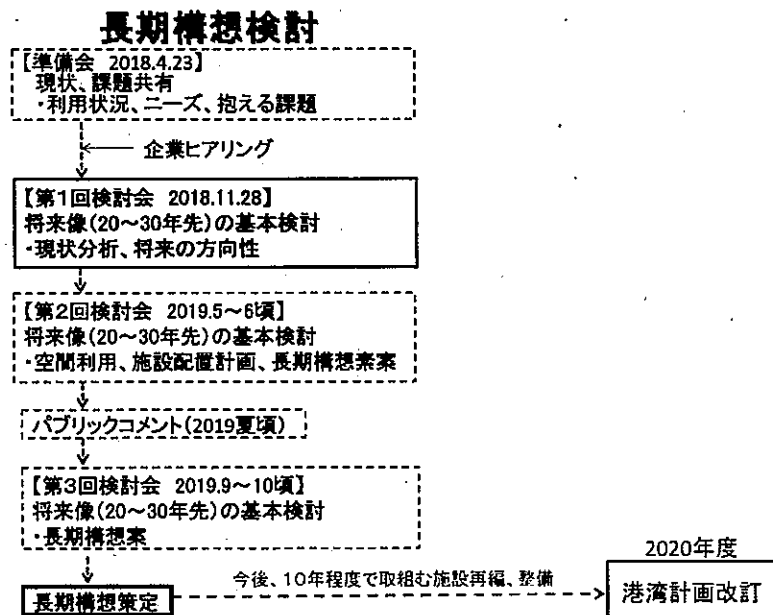 長期構想検討
【準備会 2018.4.23】
現状、課題共有
・利用状況、ニーズ、抱える課題
企業ヒアリング
【第1回検討会 2018.11.28】
将来像(20～30年先)の基本検討
・現状分析、将来の方向性
【第2回検討会 2019.5～6頃】
将来像(20～30年先)の基本検討
・空間利用、施設配置計画、長期構想素案
パブリックコメント(2019夏頃)
【第3回検討会 2019.9～10頃】
将来像(20～30年先)の基本検討
・長期構想案
長期構想策定
今後、10年程度で取組む施設再編、整備
2020年度
港湾計画改訂